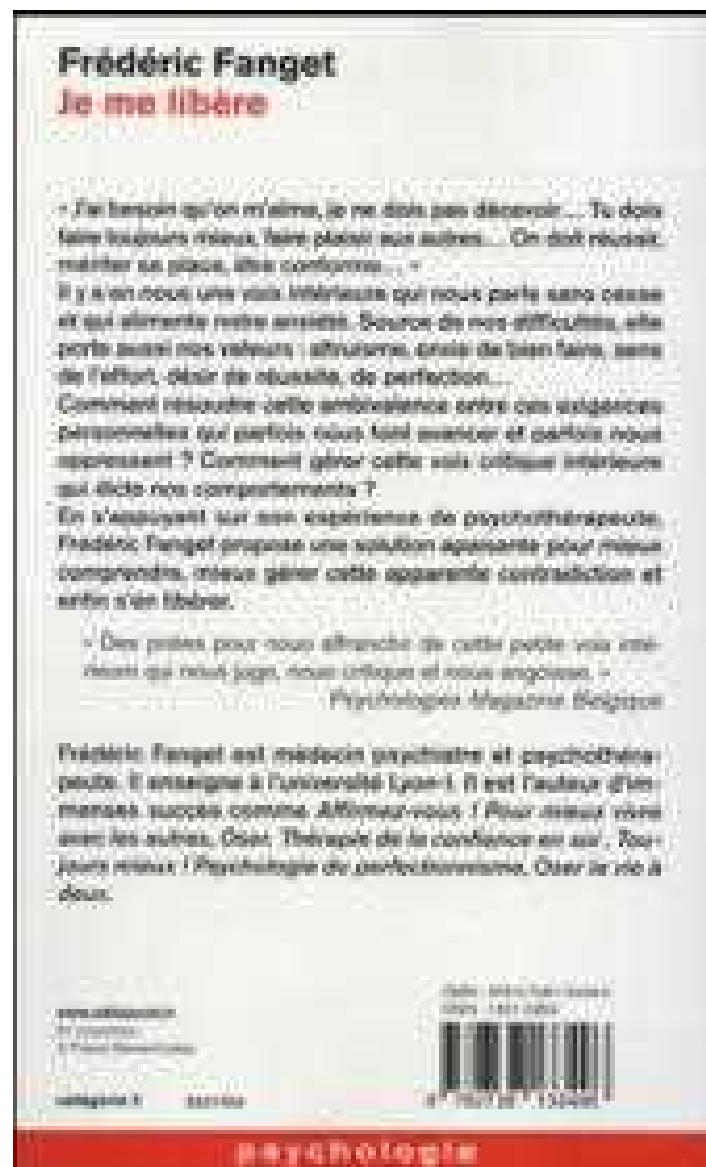 Frédéric Fanget
Je me libère
« J'ai besoin qu'on m'aime, je ne dois pas décevoir… Tu dois
faire toujours mieux, faire plaisir aux autres… On doit réussir,
mériter sa place, être conforme… »
Il y a en nous une voix intérieure qui nous parle sans cesse
et qui alimente notre anxiété. Source de nos difficultés, elle
porte aussi nos valeurs : altruisme, envie de bien faire, sens
de l'effort, désir de réussite, de perfection…
Comment résoudre cette ambivalence entre ces exigences
personnelles qui parfois nous font avancer et parfois nous
oppressent ? Comment gérer cette voix critique intérieure
qui dicte nos comportements ?
En s'appuyant sur son expérience de psychothérapeute,
Frédéric Fanget propose une solution apaisante pour mieux
comprendre, mieux gérer cette apparente contradiction et
enfin s'en libérer.
« Des pistes pour nous affranchir de cette petite voix inté-
rieure qui nous juge, nous critique et nous angoisse. »
Psychologies Magazine Belgique
Frédéric Fanget est médecin psychiatre et psychothéra-
peute. Il enseigne à l'université Lyon-I. Il est l'auteur d'im-
menses succès comme Affirmez-vous ! Pour mieux vivre
avec les autres, Oser. Thérapie de la confiance en soi, Tou-
jours mieux ! Psychologie du perfectionnisme, Oser la vie à
deux.
psychologie